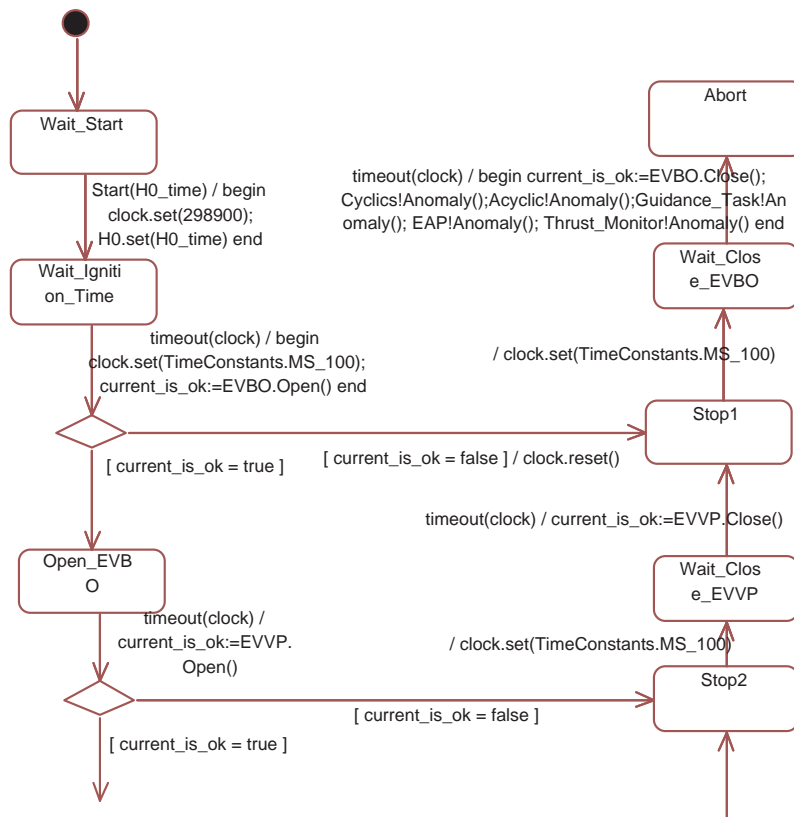 Wait_Start
Start(H0_time) / begin
clock.set(298900);
H0.set(H0_time) end
Wait_Igniti
on_Time
timeout(clock) / begin
clock.set(TimeConstants.MS_100);
current_is_ok:=EVBO.Open() end
[ current_is_ok = true ]
[ current_is_ok = false ] / clock.reset()
Open_EVB
O
timeout(clock) /
current_is_ok:=EVVP.
Open()
[ current_is_ok = true ]
[ current_is_ok = false ]
Abort
timeout(clock) / begin current_is_ok:=EVBO.Close();
Cyclics!Anomaly();Acyclic!Anomaly();Guidance_Task!An
omaly(); EAP!Anomaly(); Thrust_Monitor!Anomaly() end
Wait_Clos
e_EVBO
/ clock.set(TimeConstants.MS_100)
Stop1
timeout(clock) / current_is_ok:=EVVP.Close()
Wait_Clos
e_EVVP
/ clock.set(TimeConstants.MS_100)
Stop2